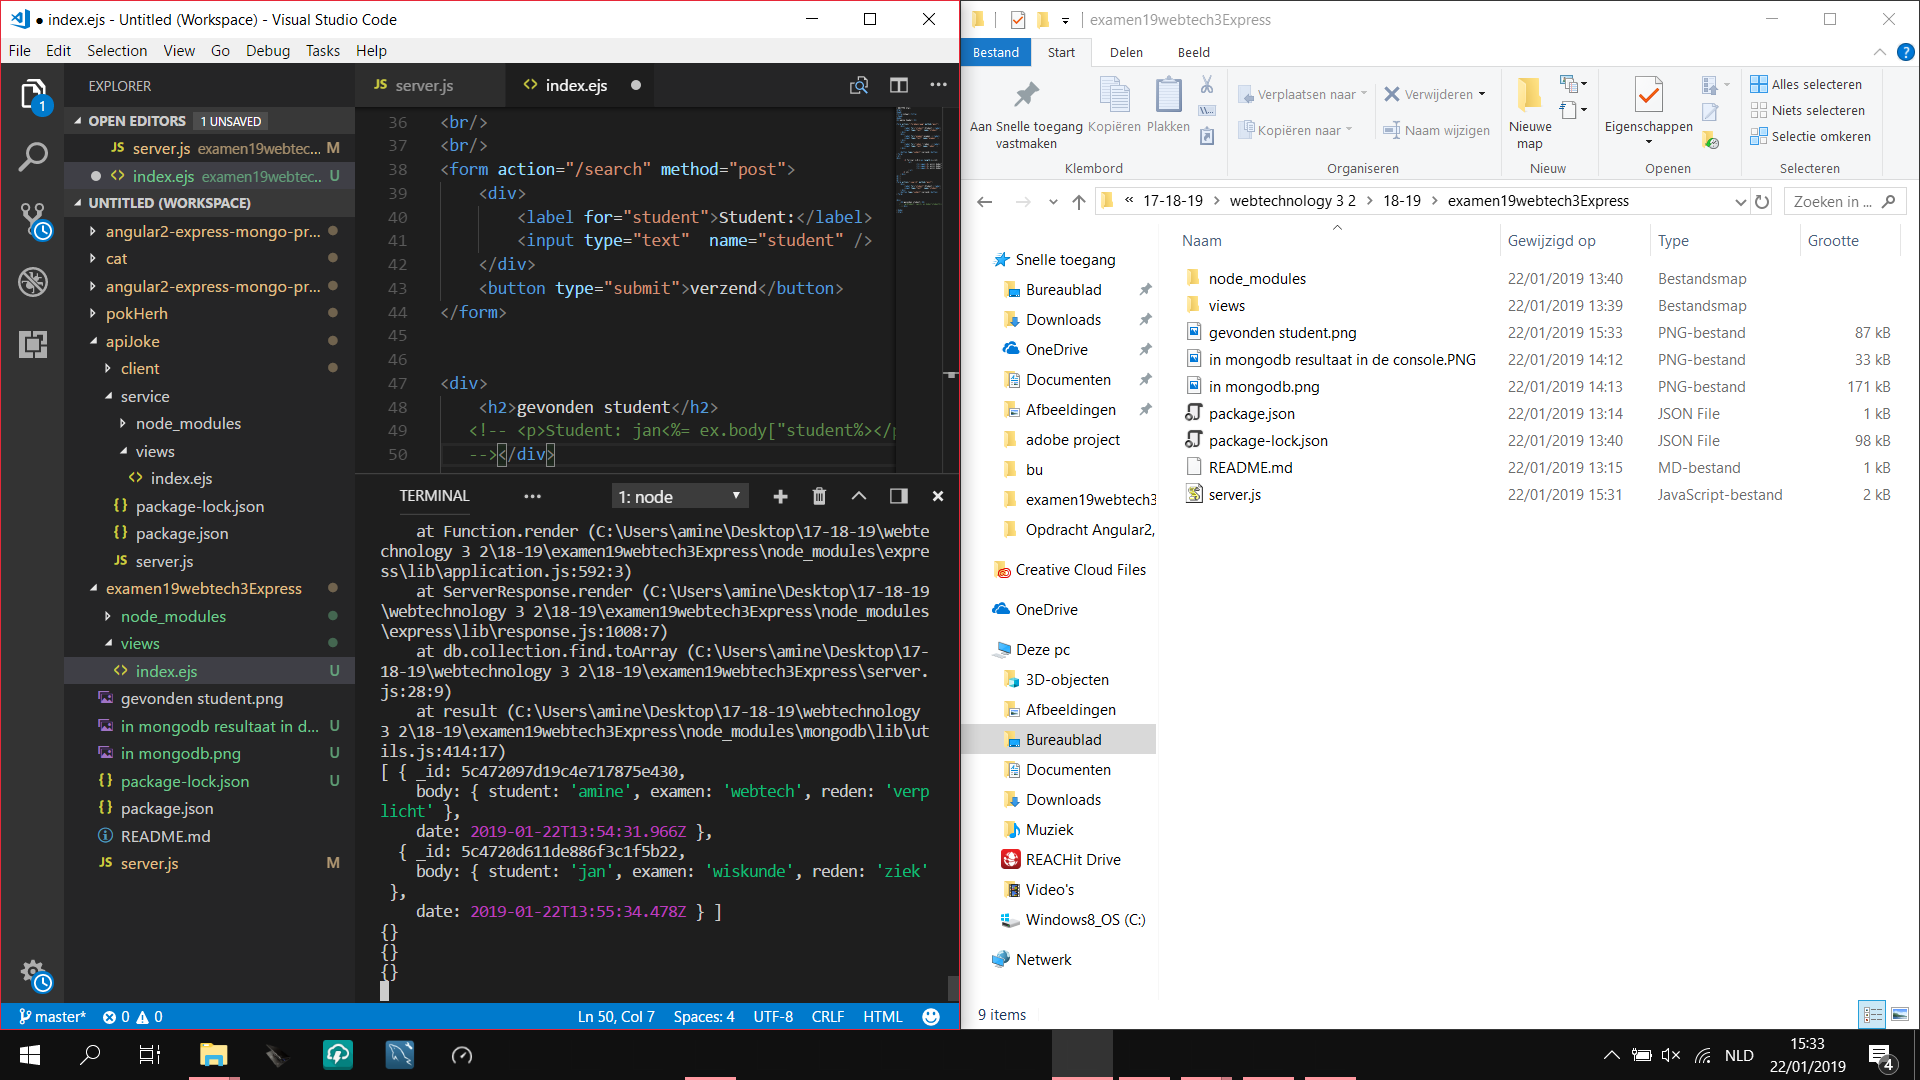 ● index.ejs - Untitled (Workspace) - Visual Studio Code
File Edit Selection View Go Debug Tasks Help
1
EXPLORER
OPEN EDITORS 1 UNSAVED
JS server.js examen19webtec... M
● <> index.ejs examen19webtec... U
UNTITLED (WORKSPACE)
angular2-express-mongo-pr...
cat
angular2-express-mongo-pr...
pokHerh
apiJoke
client
service
node_modules
views
<> index.ejs
{} package-lock.json
{} package.json
JS server.js
examen19webtech3Express
node_modules
views
<> index.ejs U
gevonden student.png
in mongodb resultaat in d... U
in mongodb.png U
{} package-lock.json U
{} package.json
README.md
JS server.js M
JS server.js
<> index.ejs ●
36 <br/>
37 <br/>
38 <form action="/search" method="post">
39 <div>
40 <label for="student">Student:</label>
41 <input type="text"  name="student" />
42 </div>
43 <button type="submit">verzend</button>
44 </form>
45
46
47 <div>
48 <h2>gevonden student</h2>
49 <!-- <p>Student: jan<%= ex.body["student%></p
50 --></div>
TERMINAL ... 1: node
at Function.render (C:\Users\amine\Desktop\17-18-19\webte
chnology 3 2\18-19\examen19webtech3Express\node_modules\expre
ss\lib\application.js:592:3)
at ServerResponse.render (C:\Users\amine\Desktop\17-18-19
\webtechnology 3 2\18-19\examen19webtech3Express\node_modules
\express\lib\response.js:1008:7)
at db.collection.find.toArray (C:\Users\amine\Desktop\17-
18-19\webtechnology 3 2\18-19\examen19webtech3Express\server.
js:28:9)
at result (C:\Users\amine\Desktop\17-18-19\webtechnology
3 2\18-19\examen19webtech3Express\node_modules\mongodb\lib\ut
ils.js:414:17)
[ { _id: 5c472097d19c4e717875e430,
body: { student: 'amine', examen: 'webtech', reden: 'verp
licht' },
date: 2019-01-22T13:54:31.966Z },
{ _id: 5c4720d611de886f3c1f5b22,
body: { student: 'jan', examen: 'wiskunde', reden: 'ziek'
},
date: 2019-01-22T13:55:34.478Z } ]
{}
{}
{}
master* 0 0 Ln 50, Col 7 Spaces: 4 UTF-8 CRLF HTML
examen19webtech3Express
Bestand Start Delen Beeld
Aan Snelle toegang vastmaken
Kopiëren
Plakken
Klembord
Verplaatsen naar
Kopiëren naar
Verwijderen
Naam wijzigen
Organiseren
Nieuwe map
Nieuw
Eigenschappen
Openen
Alles selecteren
Niets selecteren
Selectie omkeren
Selecteren
« 17-18-19 › webtechnology 3 2 › 18-19 › examen19webtech3Express
Zoeken in ...
Snelle toegang
Bureaublad
Downloads
OneDrive
Documenten
Afbeeldingen
adobe project
bu
examen19webtech3
Opdracht Angular2,
Creative Cloud Files
OneDrive
Deze pc
3D-objecten
Afbeeldingen
Bureaublad
Documenten
Downloads
Muziek
REACHit Drive
Video's
Windows8_OS (C:)
Netwerk
Naam Gewijzigd op Type Grootte
node_modules 22/01/2019 13:40 Bestandsmap
views 22/01/2019 13:39 Bestandsmap
gevonden student.png 22/01/2019 15:33 PNG-bestand 87 kB
in mongodb resultaat in de console.PNG 22/01/2019 14:12 PNG-bestand 33 kB
in mongodb.png 22/01/2019 14:13 PNG-bestand 171 kB
package.json 22/01/2019 13:14 JSON File 1 kB
package-lock.json 22/01/2019 13:40 JSON File 98 kB
README.md 22/01/2019 13:15 MD-bestand 1 kB
server.js 22/01/2019 15:31 JavaScript-bestand 2 kB
9 items
NLD
15:33
22/01/2019
4